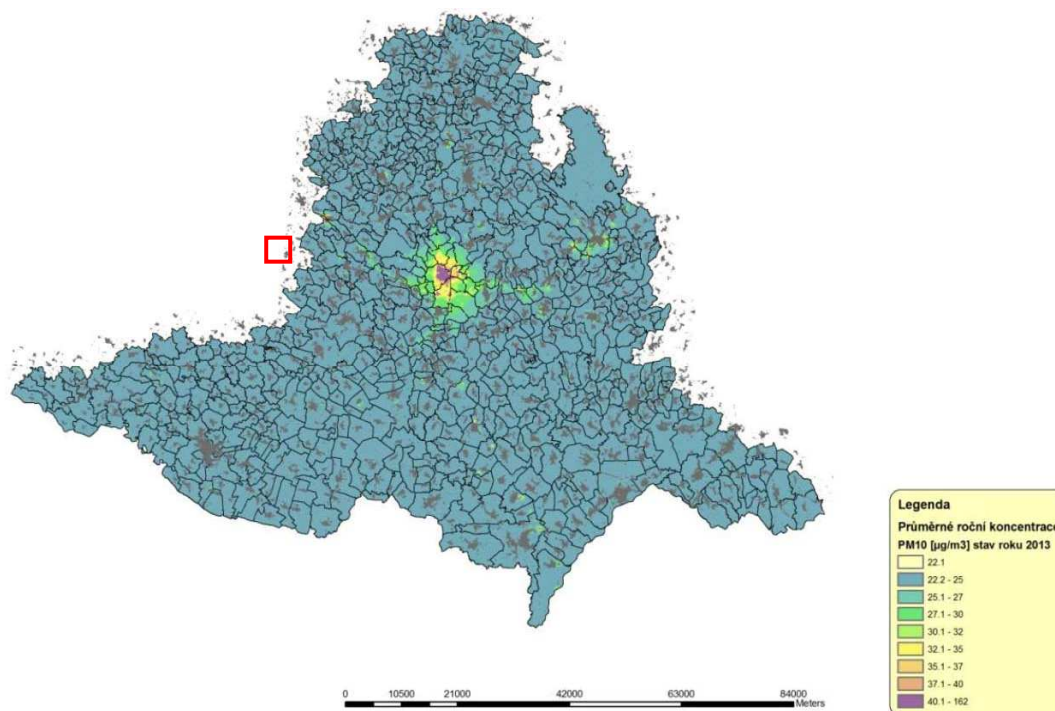 Legenda
Průměrné roční koncentrace
PM10 [µg/m3] stav roku 2013
22.1
22.2 - 25
25.1 - 27
27.1 - 30
30.1 - 32
32.1 - 35
35.1 - 37
37.1 - 40
40.1 - 162
0 10500 21000 42000 63000 84000
Meters